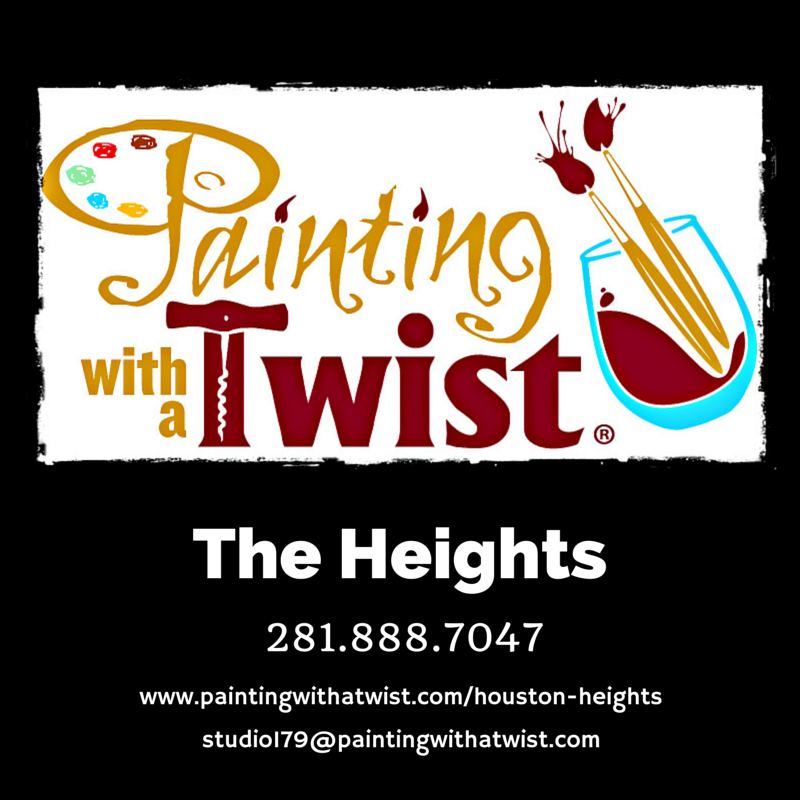 Painting
with a Twist®
The Heights
281.888.7047
www.paintingwithatwist.com/houston-heights
studio179@paintingwithatwist.com